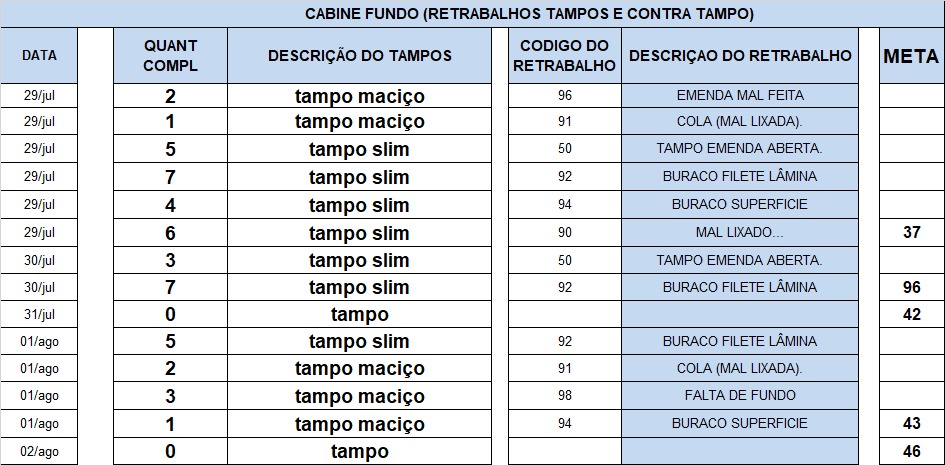 CABINE FUNDO (RETRABALHOS TAMPOS E CONTRA TAMPO)
DATA QUANT COMPL DESCRIÇÃO DO TAMPOS CODIGO DO RETRABALHO DESCRIÇAO DO RETRABALHO META
29/jul 2 tampo maciço 96 EMENDA MAL FEITA
29/jul 1 tampo maciço 91 COLA (MAL LIXADA).
29/jul 5 tampo slim 50 TAMPO EMENDA ABERTA.
29/jul 7 tampo slim 92 BURACO FILETE LÂMINA
29/jul 4 tampo slim 94 BURACO SUPERFICIE
29/jul 6 tampo slim 90 MAL LIXADO... 37
30/jul 3 tampo slim 50 TAMPO EMENDA ABERTA.
30/jul 7 tampo slim 92 BURACO FILETE LÂMINA 96
31/jul 0 tampo 42
01/ago 5 tampo slim 92 BURACO FILETE LÂMINA
01/ago 2 tampo maciço 91 COLA (MAL LIXADA).
01/ago 3 tampo maciço 98 FALTA DE FUNDO
01/ago 1 tampo maciço 94 BURACO SUPERFICIE 43
02/ago 0 tampo 46